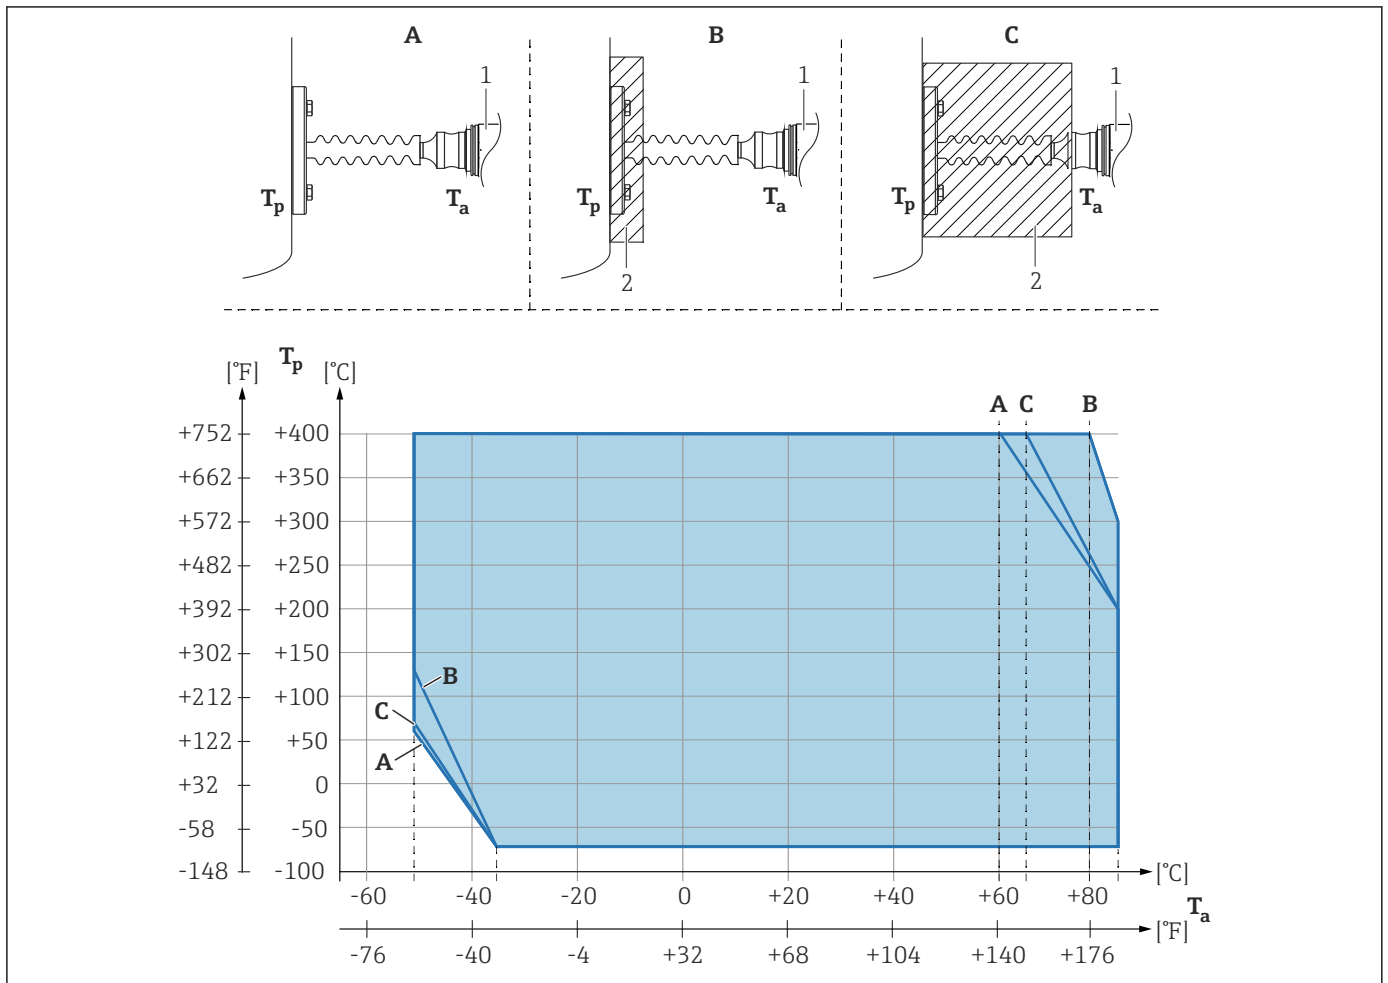 A B C
1 1 1
Tp Ta Tp Ta Tp Ta
2 2 2
[°F] Tp [°C]
A C B
+752 +400
+662 +350
+572 +300
+482 +250
+392 +200
+302 +150
+212 +100
+122 +50
+32 0
-58 -50
-148 -100
B
C
A
[°C]
-60 -40 -20 0 +20 +40 +60 +80
Ta
[°F]
-76 -40 -4 +32 +68 +104 +140 +176